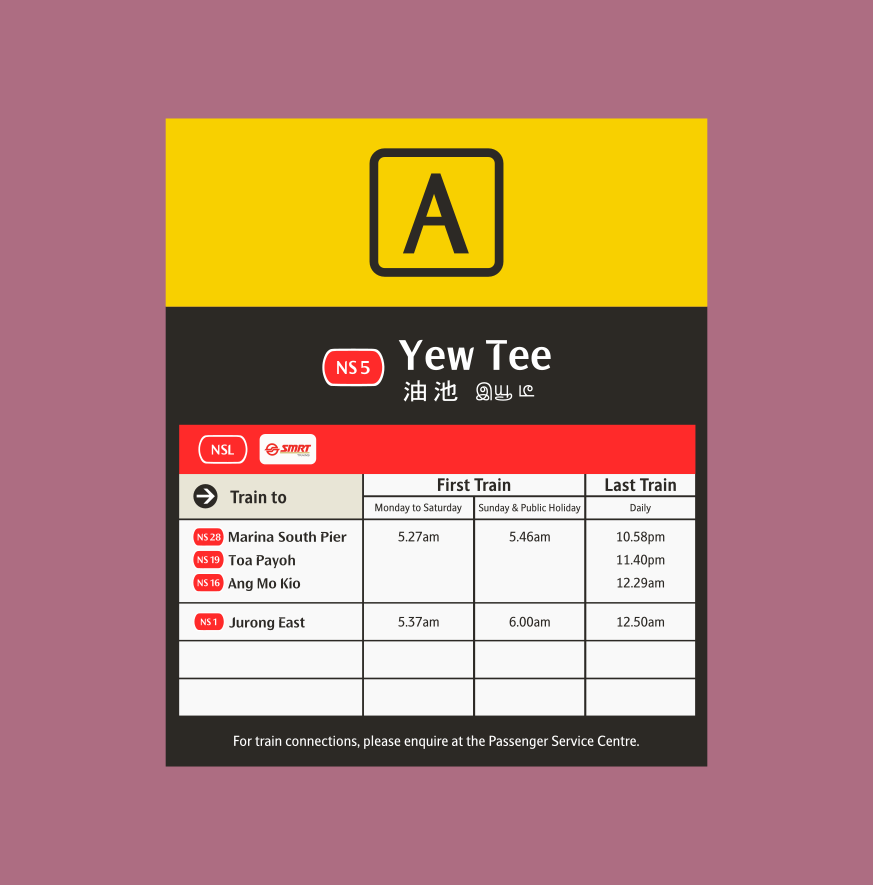 A
NS 5 Yew Tee
油池 இயூ டீ
NSL SMRT
Train to First Train Last Train
Monday to Saturday Sunday & Public Holiday Daily
NS 28 Marina South Pier 5.27am 5.46am 10.58pm
NS 19 Toa Payoh 11.40pm
NS 16 Ang Mo Kio 12.29am
NS 1 Jurong East 5.37am 6.00am 12.50am
For train connections, please enquire at the Passenger Service Centre.